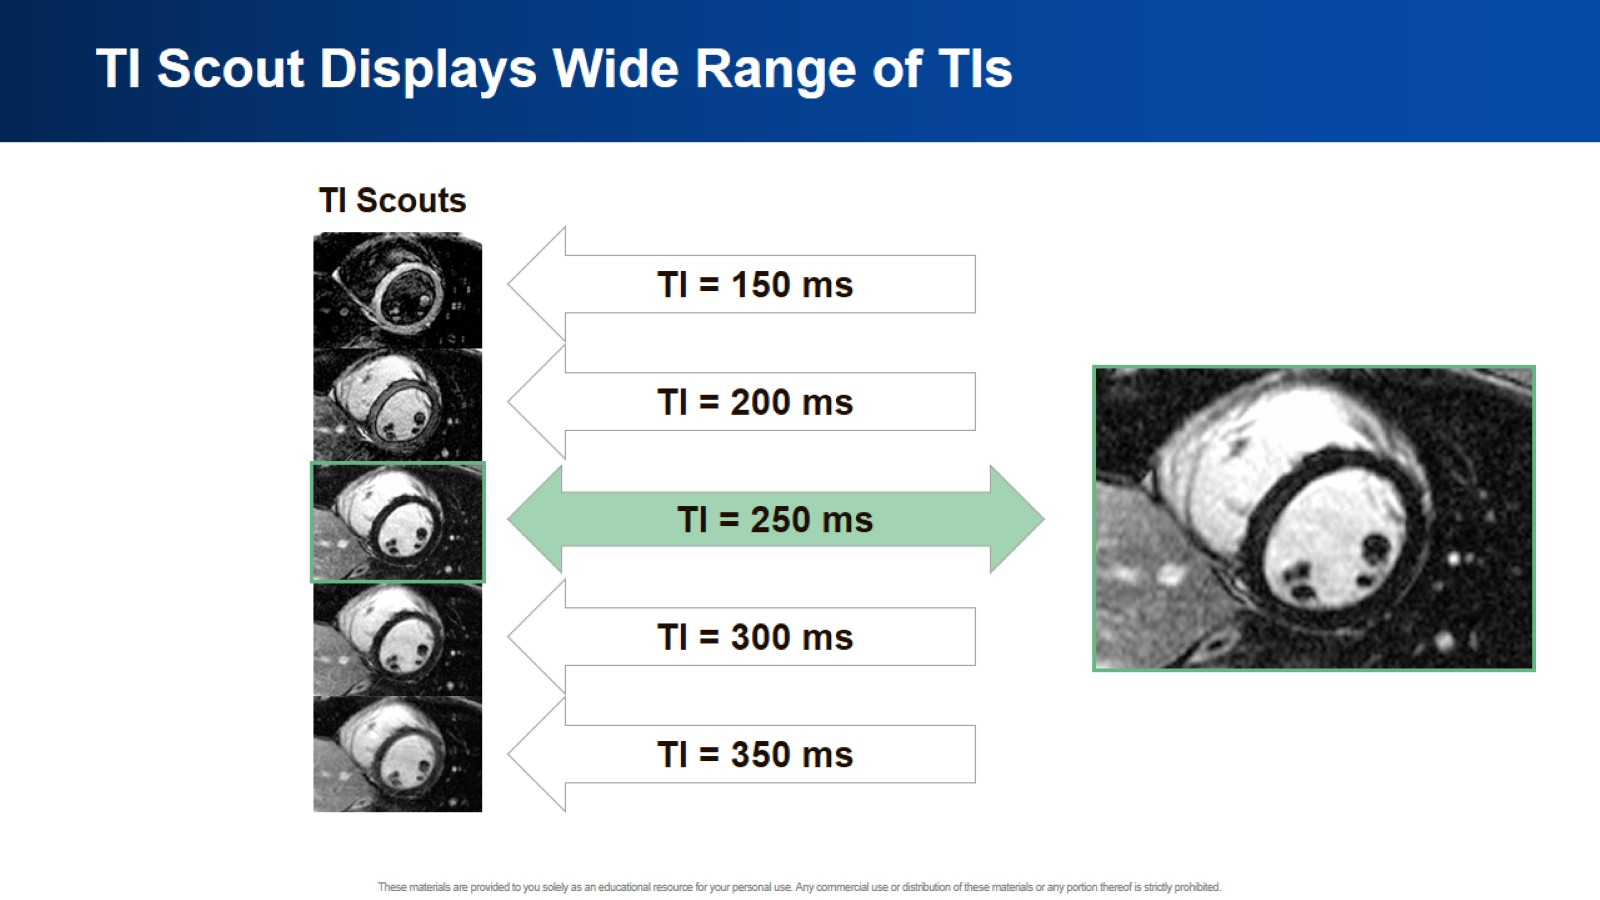 TI Scout Displays Wide Range of TIs
TI Scouts
TI = 150 ms
TI = 200 ms
TI = 250 ms
TI = 300 ms
TI = 350 ms
These materials are provided to you solely as an educational resource for your personal use. Any commercial use or distribution of these materials or any portion thereof is strictly prohibited.